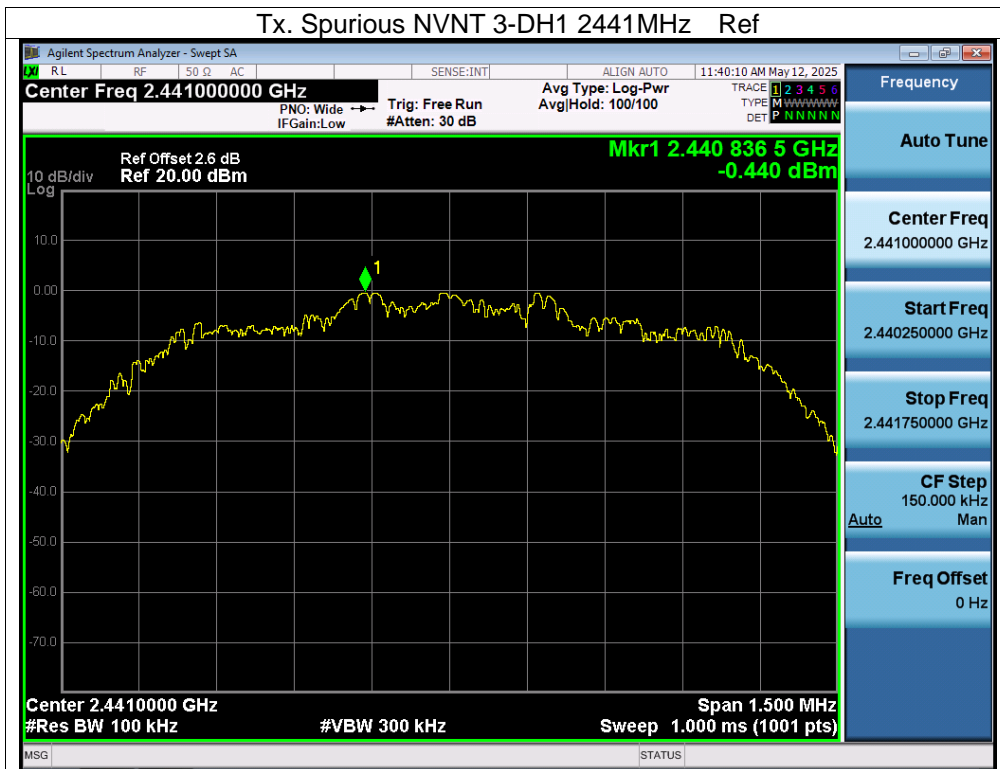 Tx. Spurious NVNT 3-DH1 2441MHz Ref
Agilent Spectrum Analyzer - Swept SA
LXI RL RF 50 Ω AC SENSE:INT ALIGN AUTO 11:40:10 AM May 12, 2025
Center Freq 2.441000000 GHz
PNO: Wide
IFGain:Low
Trig: Free Run
#Atten: 30 dB
Avg Type: Log-Pwr
Avg|Hold: 100/100
TRACE 1 2 3 4 5 6
TYPE M WWWWW
DET P N N N N N
Mkr1 2.440 836 5 GHz
-0.440 dBm
Ref Offset 2.6 dB
10 dB/div Ref 20.00 dBm
Log
10.0
0.00
-10.0
-20.0
-30.0
-40.0
-50.0
-60.0
-70.0
1
Center 2.4410000 GHz Span 1.500 MHz
#Res BW 100 kHz #VBW 300 kHz Sweep 1.000 ms (1001 pts)
MSG STATUS
Frequency
Auto Tune
Center Freq
2.441000000 GHz
Start Freq
2.440250000 GHz
Stop Freq
2.441750000 GHz
CF Step
150.000 kHz
Auto Man
Freq Offset
0 Hz